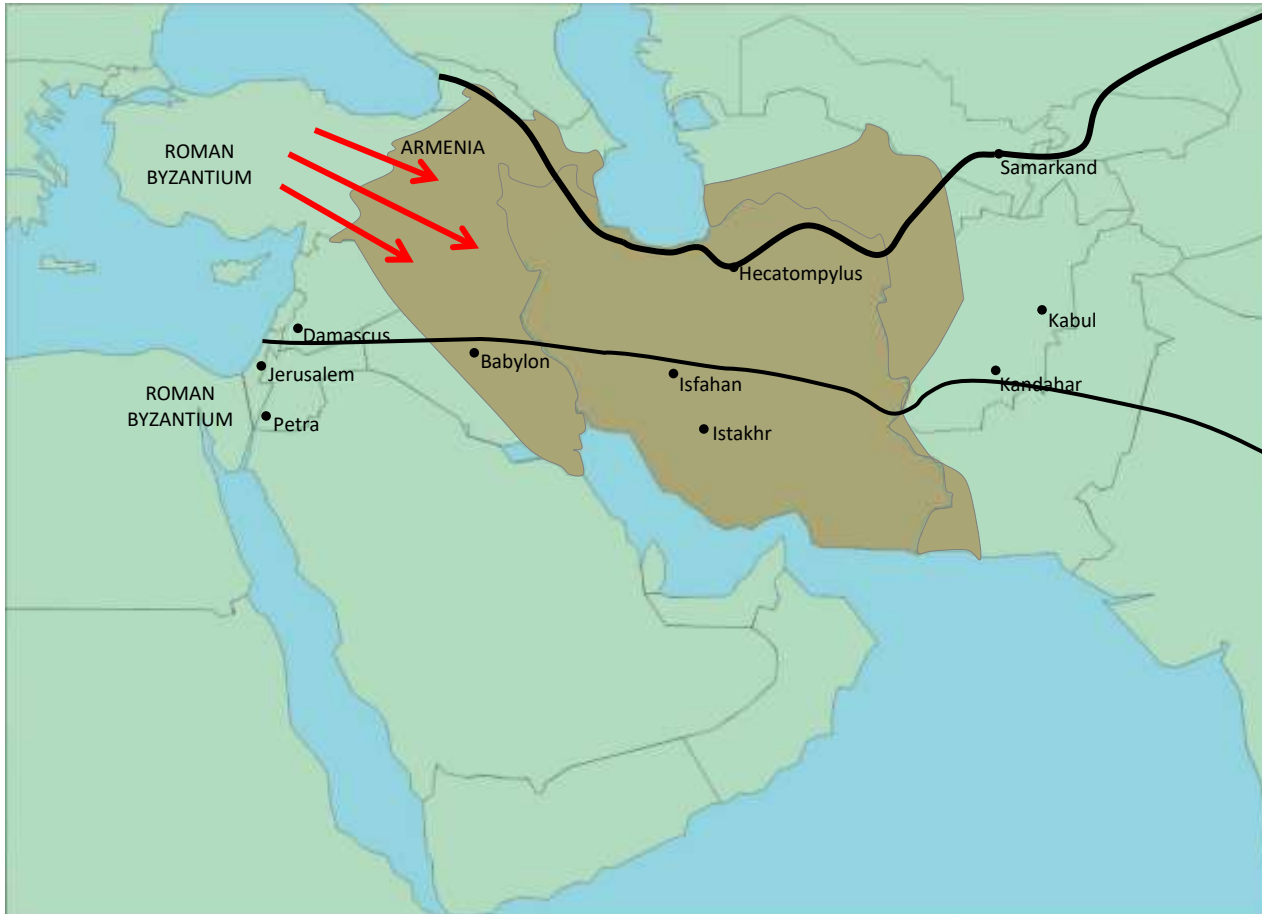 ROMAN
BYZANTIUM
ARMENIA
Samarkand
Hecatompylus
Kabul
Damascus
Babylon
Jerusalem
Isfahan
Kandahar
ROMAN
BYZANTIUM
Petra
Istakhr